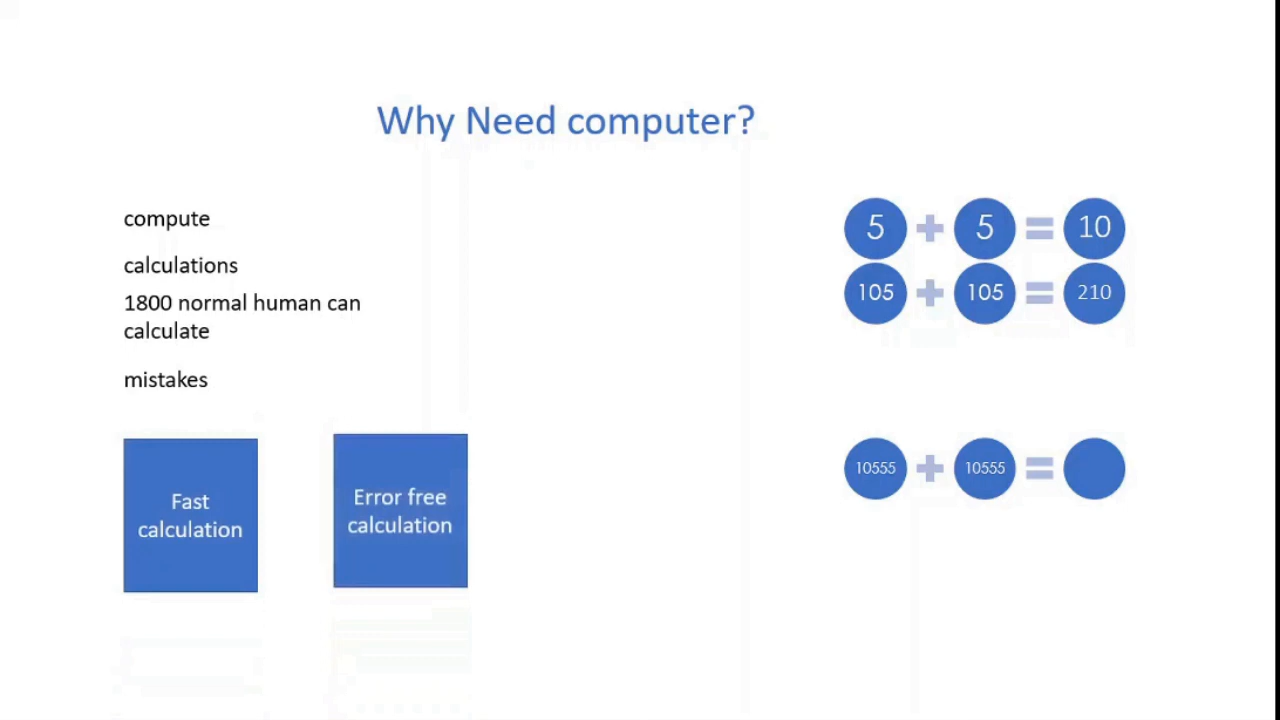 Why Need computer?
compute
calculations
1800 normal human can
calculate
mistakes
Fast
calculation
Error free
calculation
5 + 5 = 10
105 + 105 = 210
10555 + 10555 =